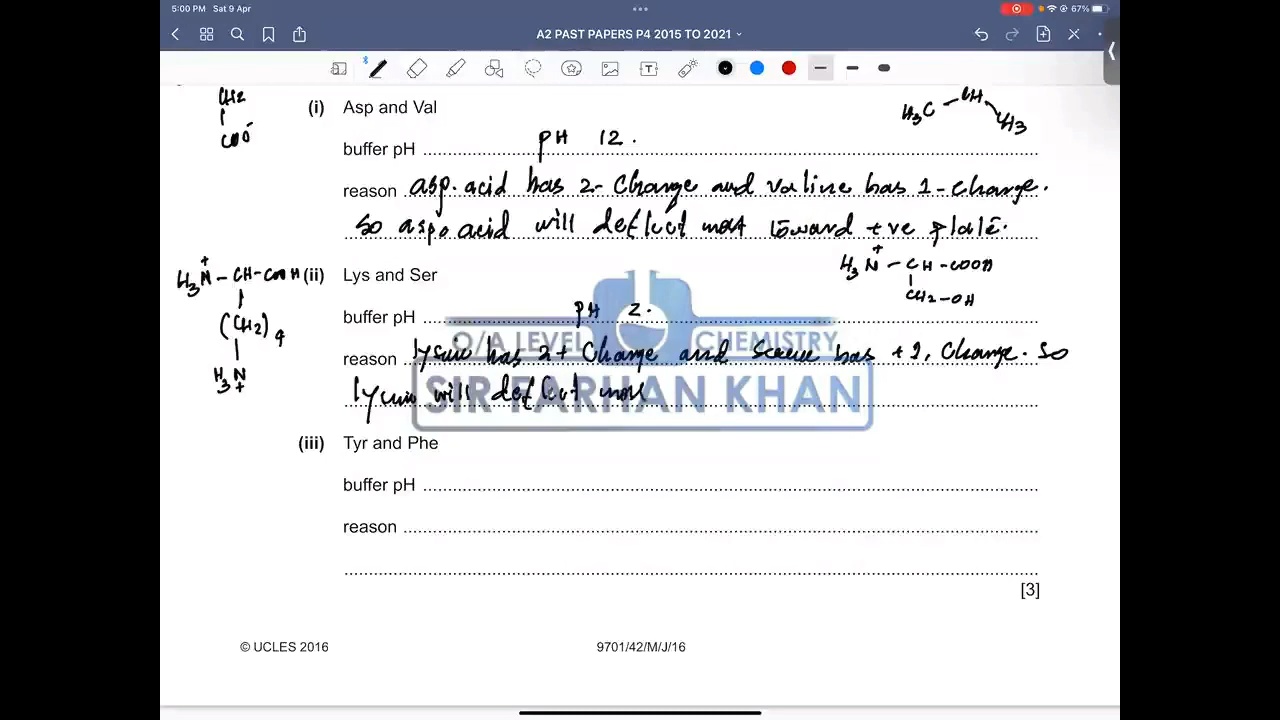 5:00 PM Sat 9 Apr
67%
A2 PAST PAPERS P4 2015 TO 2021
CH2
COO-
(i) Asp and Val
H3C - CH CH3
buffer pH pH 12.
reason asp. acid has 2- Charge and valine has 1- charge.
so aspo acid will deflect most toward +ve plate.
H3N+ - CH - COOH
(CH2)4
H3N+
(ii) Lys and Ser
H3N+ - CH - COOH
CH2 - OH
buffer pH pH 2.
reason lysine has 2+ Charge and serine has +1, Charge. So
lysine will deflect more
O/A LEVEL CHEMISTRY
SIR FARHAN KHAN
(iii) Tyr and Phe
buffer pH
reason
[3]
© UCLES 2016
9701/42/M/J/16